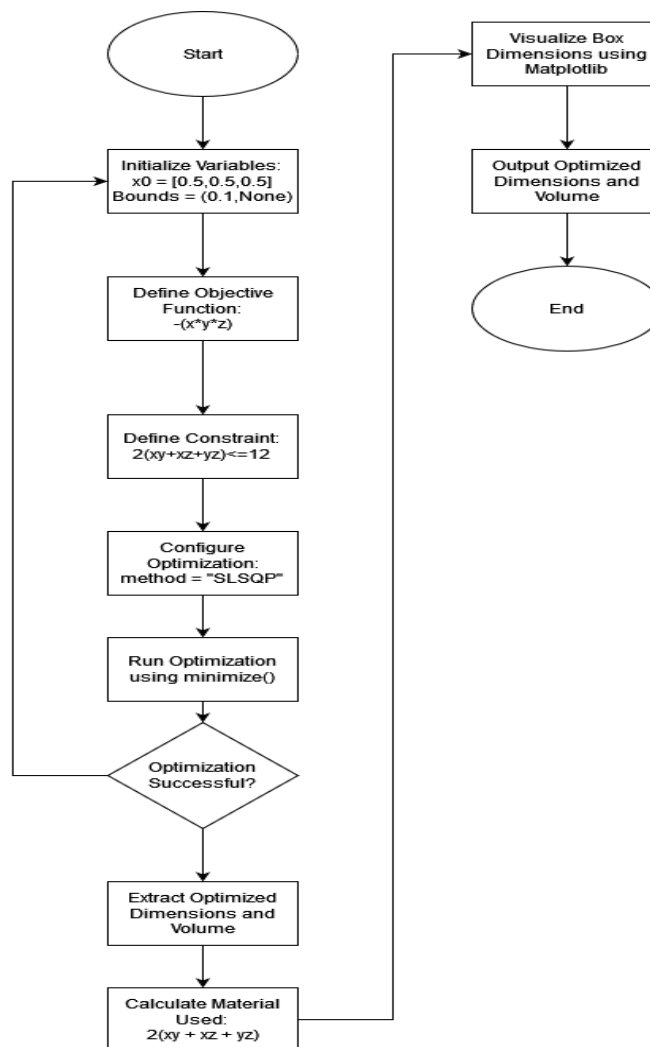 Start
Initialize Variables:
x0 = [0.5,0.5,0.5]
Bounds = (0.1,None)
Define Objective
Function:
-(x*y*z)
Define Constraint:
2(xy+xz+yz)<=12
Configure
Optimization:
method = "SLSQP"
Run Optimization
using minimize()
Optimization
Successful?
Extract Optimized
Dimensions and
Volume
Calculate Material
Used:
2(xy + xz + yz)
Visualize Box
Dimensions using
Matplotlib
Output Optimized
Dimensions and
Volume
End